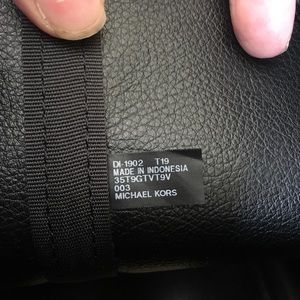 DI-1902 T19
MADE IN INDONESIA
35T9GTVT9V
003
MICHAEL KORS